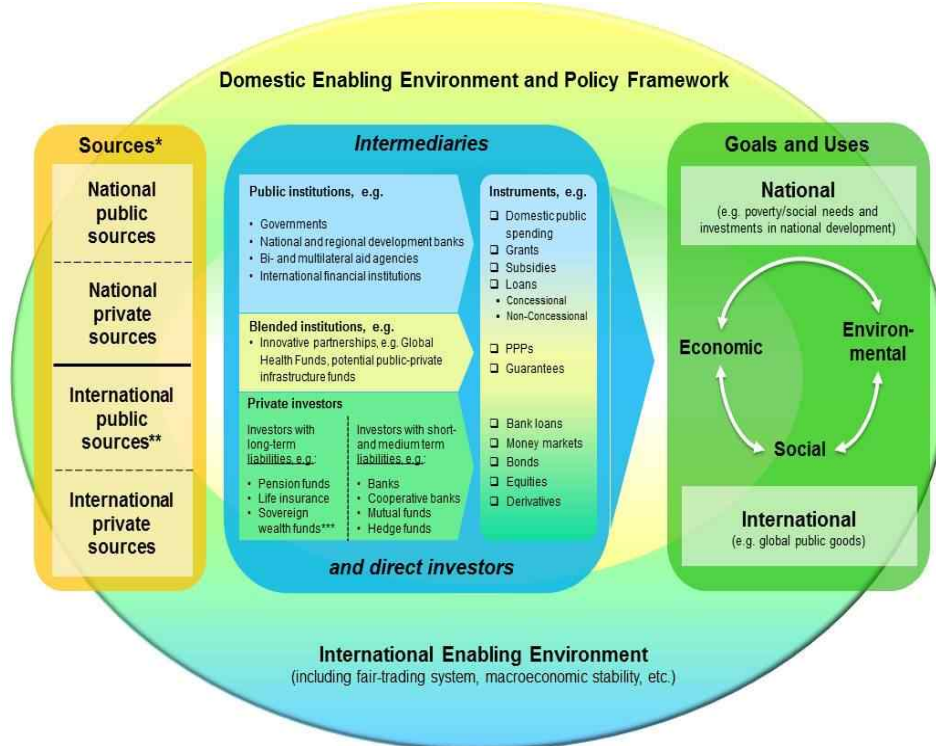 Domestic Enabling Environment and Policy Framework
Sources*
National
public
sources
National
private
sources
International
public
sources**
International
private
sources
Intermediaries
Public institutions, e.g.
• Governments
• National and regional development banks
• Bi- and multilateral aid agencies
• International financial institutions
Blended institutions, e.g.
• Innovative partnerships, e.g. Global
Health Funds, potential public-private
infrastructure funds
Private investors
Investors with
long-term
liabilities, e.g.:
• Pension funds
• Life insurance
• Sovereign
wealth funds***
Investors with short-
and medium term
liabilities, e.g.:
• Banks
• Cooperative banks
• Mutual funds
• Hedge funds
Instruments, e.g.
❑ Domestic public
spending
❑ Grants
❑ Subsidies
❑ Loans
• Concessional
• Non-Concessional
❑ PPPs
❑ Guarantees
❑ Bank loans
❑ Money markets
❑ Bonds
❑ Equities
❑ Derivatives
and direct investors
Goals and Uses
National
(e.g. poverty/social needs and
investments in national development)
Economic
Environ-
mental
Social
International
(e.g. global public goods)
International Enabling Environment
(including fair-trading system, macroeconomic stability, etc.)